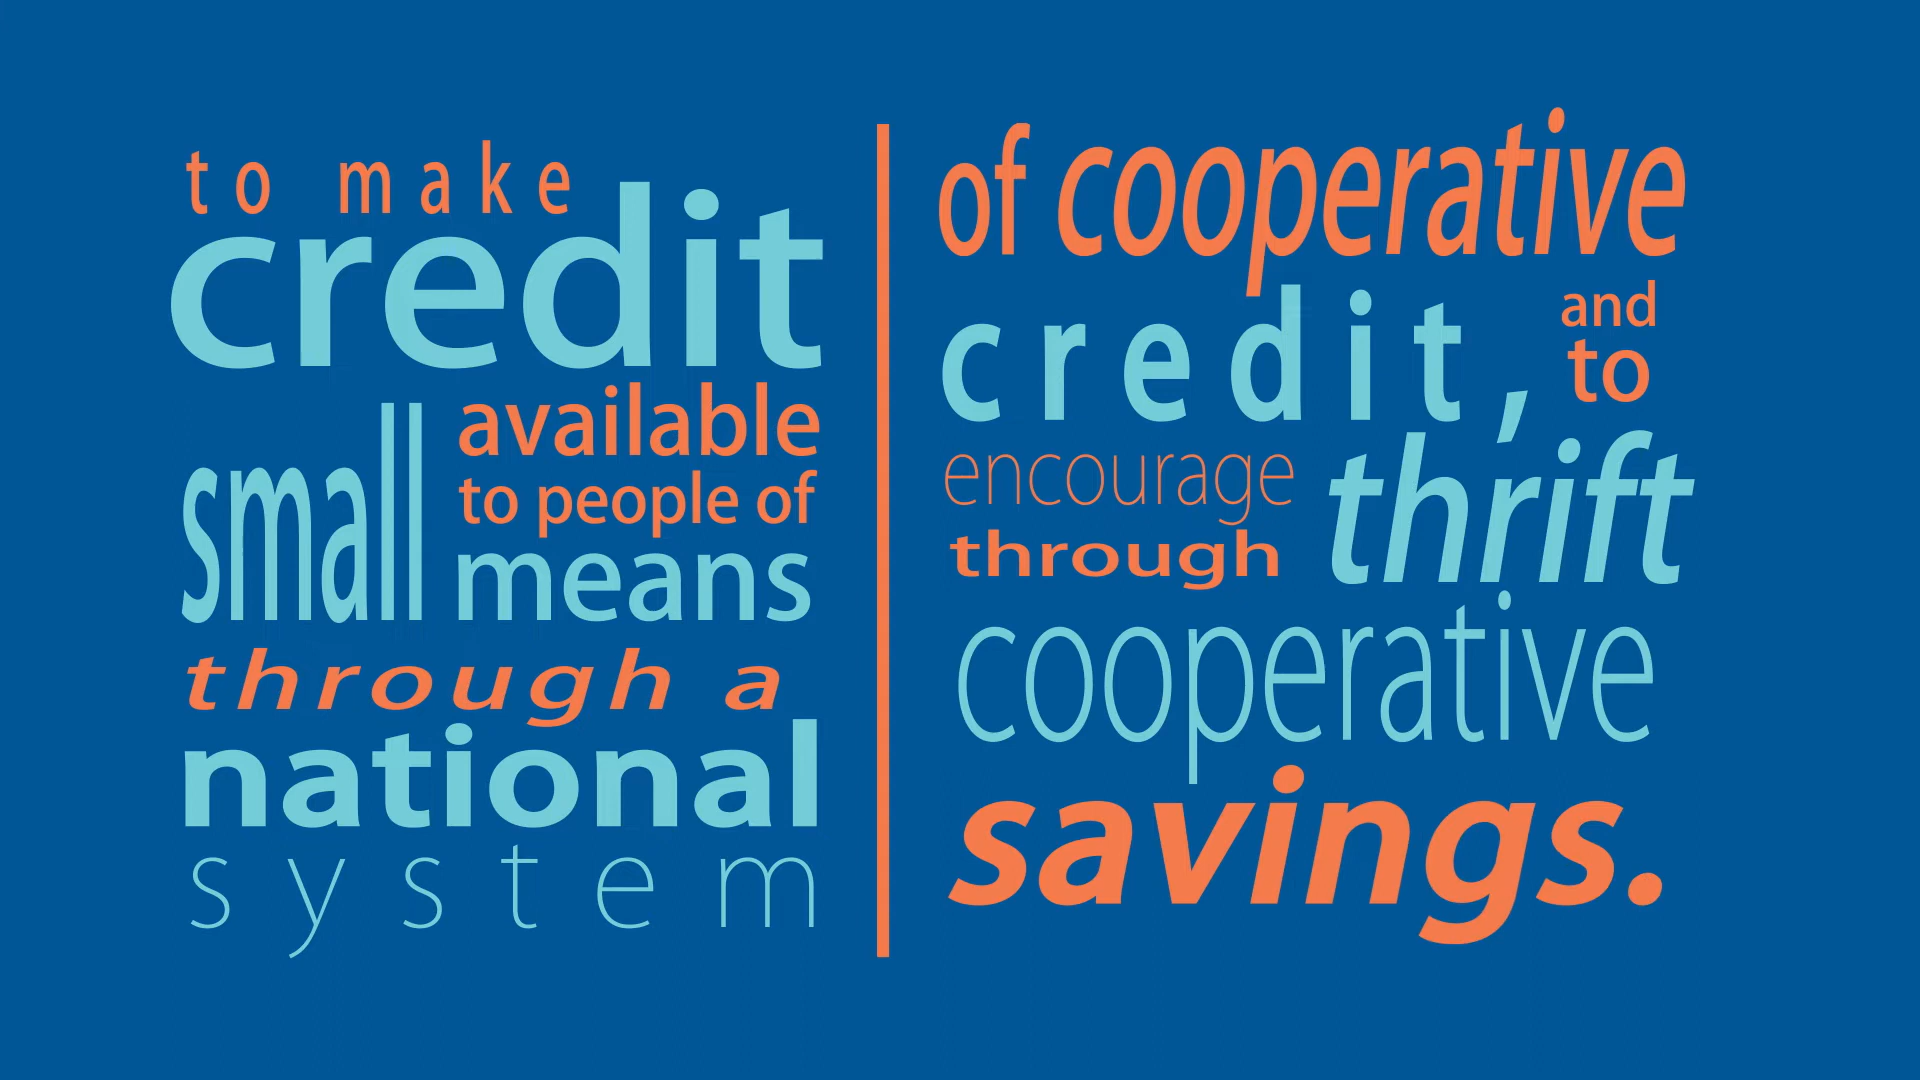 to make
credit
small available
to people of
means
through a
national
system
of cooperative
credit, and
to
encourage thrift
through
cooperative
savings.